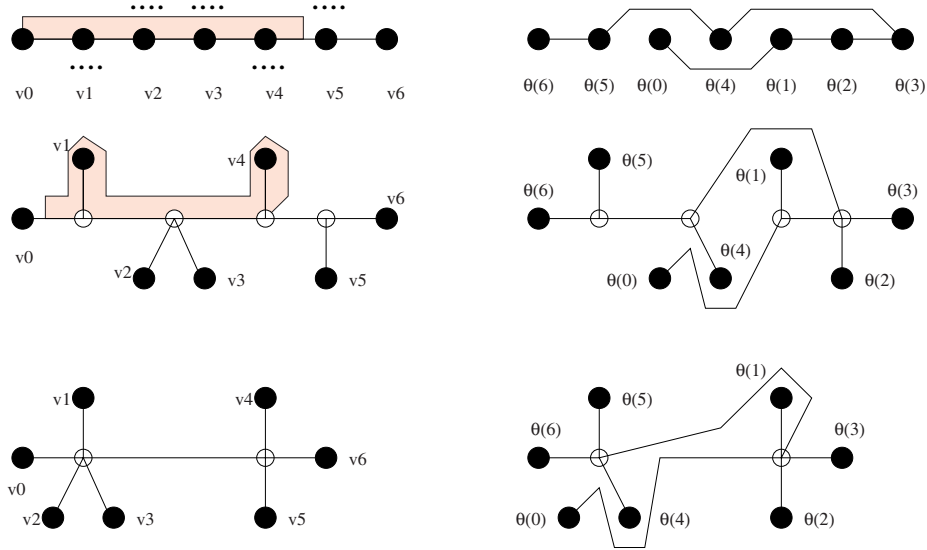 v0 v1 v2 v3 v4 v5 v6
θ(6) θ(5) θ(0) θ(4) θ(1) θ(2) θ(3)
v1 v4 v6
v0
v2 v3 v5
θ(5) θ(1)
θ(6) θ(3)
θ(4)
θ(0) θ(2)
v1 v4
v6
v0
v2 v3 v5
θ(1)
θ(5)
θ(6) θ(3)
θ(0) θ(4) θ(2)